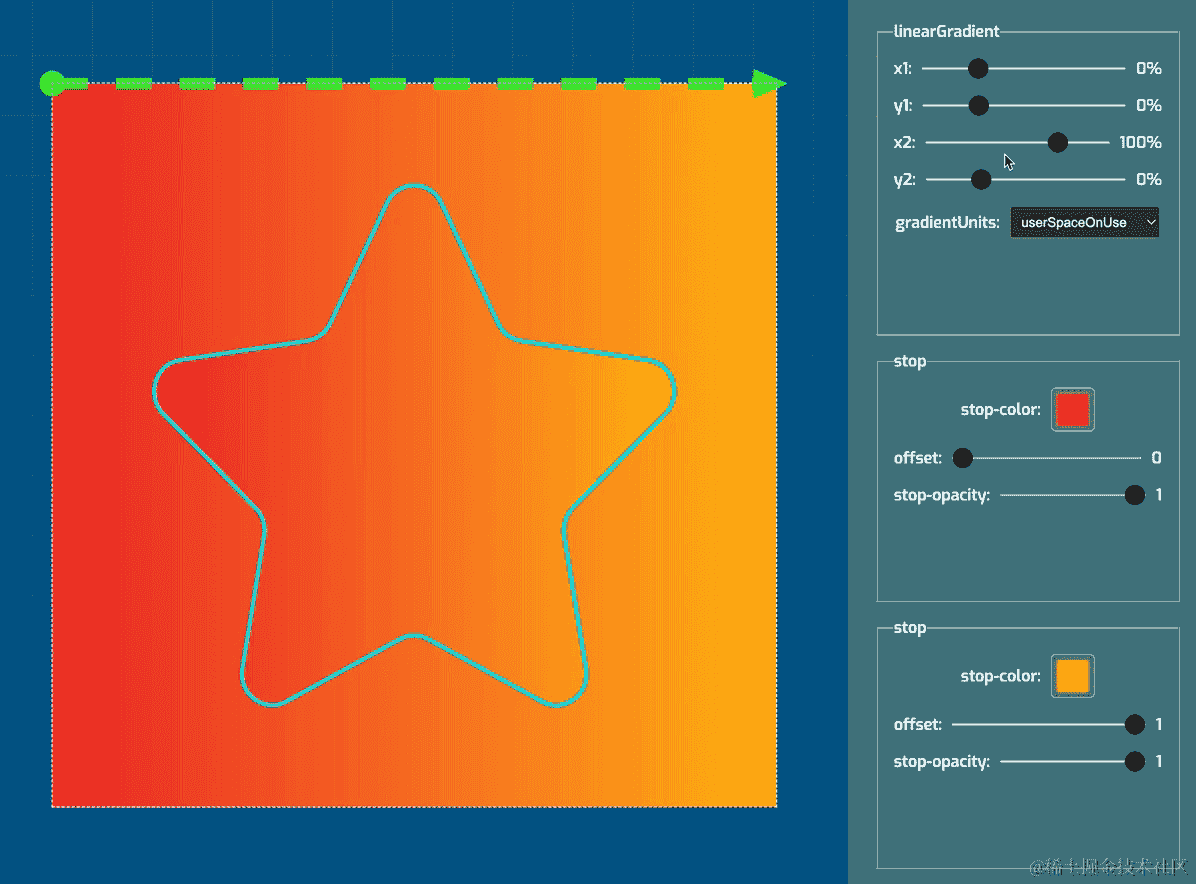 linearGradient
x1: 0%
y1: 0%
x2: 100%
y2: 0%
gradientUnits: userSpaceOnUse
stop
stop-color:
offset: 0
stop-opacity: 1
stop
stop-color:
offset: 1
stop-opacity: 1
@稀土掘金技术社区